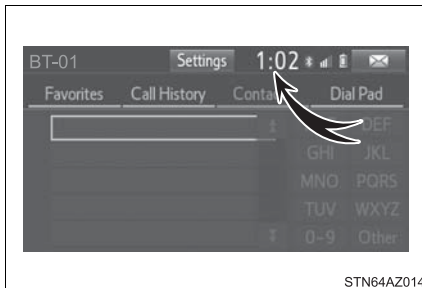 BT-01 Settings 1:02
Favorites Call History Contac Dial Pad
DEF
GHI JKL
MNO PQRS
TUV WXYZ
0-9 Other
STN64AZ014